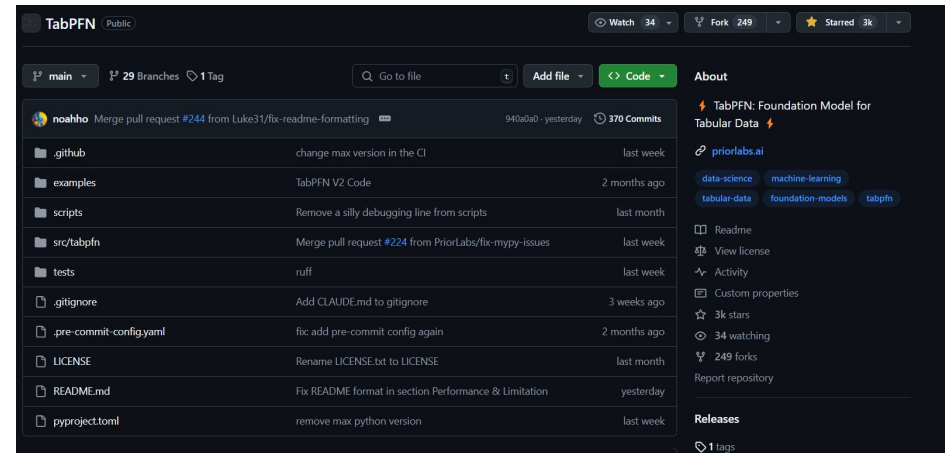 TabPFN Public
Watch 34
Fork 249
Starred 3k
main
29 Branches
1 Tag
Go to file
t
Add file
Code
noahho Merge pull request #244 from Luke31/fix-readme-formatting
940a0a0 · yesterday
370 Commits
.github change max version in the CI last week
examples TabPFN V2 Code 2 months ago
scripts Remove a silly debugging line from scripts last month
src/tabpfn Merge pull request #224 from PriorLabs/fix-mypy-issues last week
tests ruff last week
.gitignore Add CLAUDE.md to gitignore 3 weeks ago
.pre-commit-config.yaml fix: add pre-commit config again 2 months ago
LICENSE Rename LICENSE.txt to LICENSE last month
README.md Fix README format in section Performance & Limitation yesterday
pyproject.toml remove max python version last week
About
TabPFN: Foundation Model for
Tabular Data
priorlabs.ai
data-science machine-learning
tabular-data foundation-models tabpfn
Readme
View license
Activity
Custom properties
3k stars
34 watching
249 forks
Report repository
Releases
1 tags